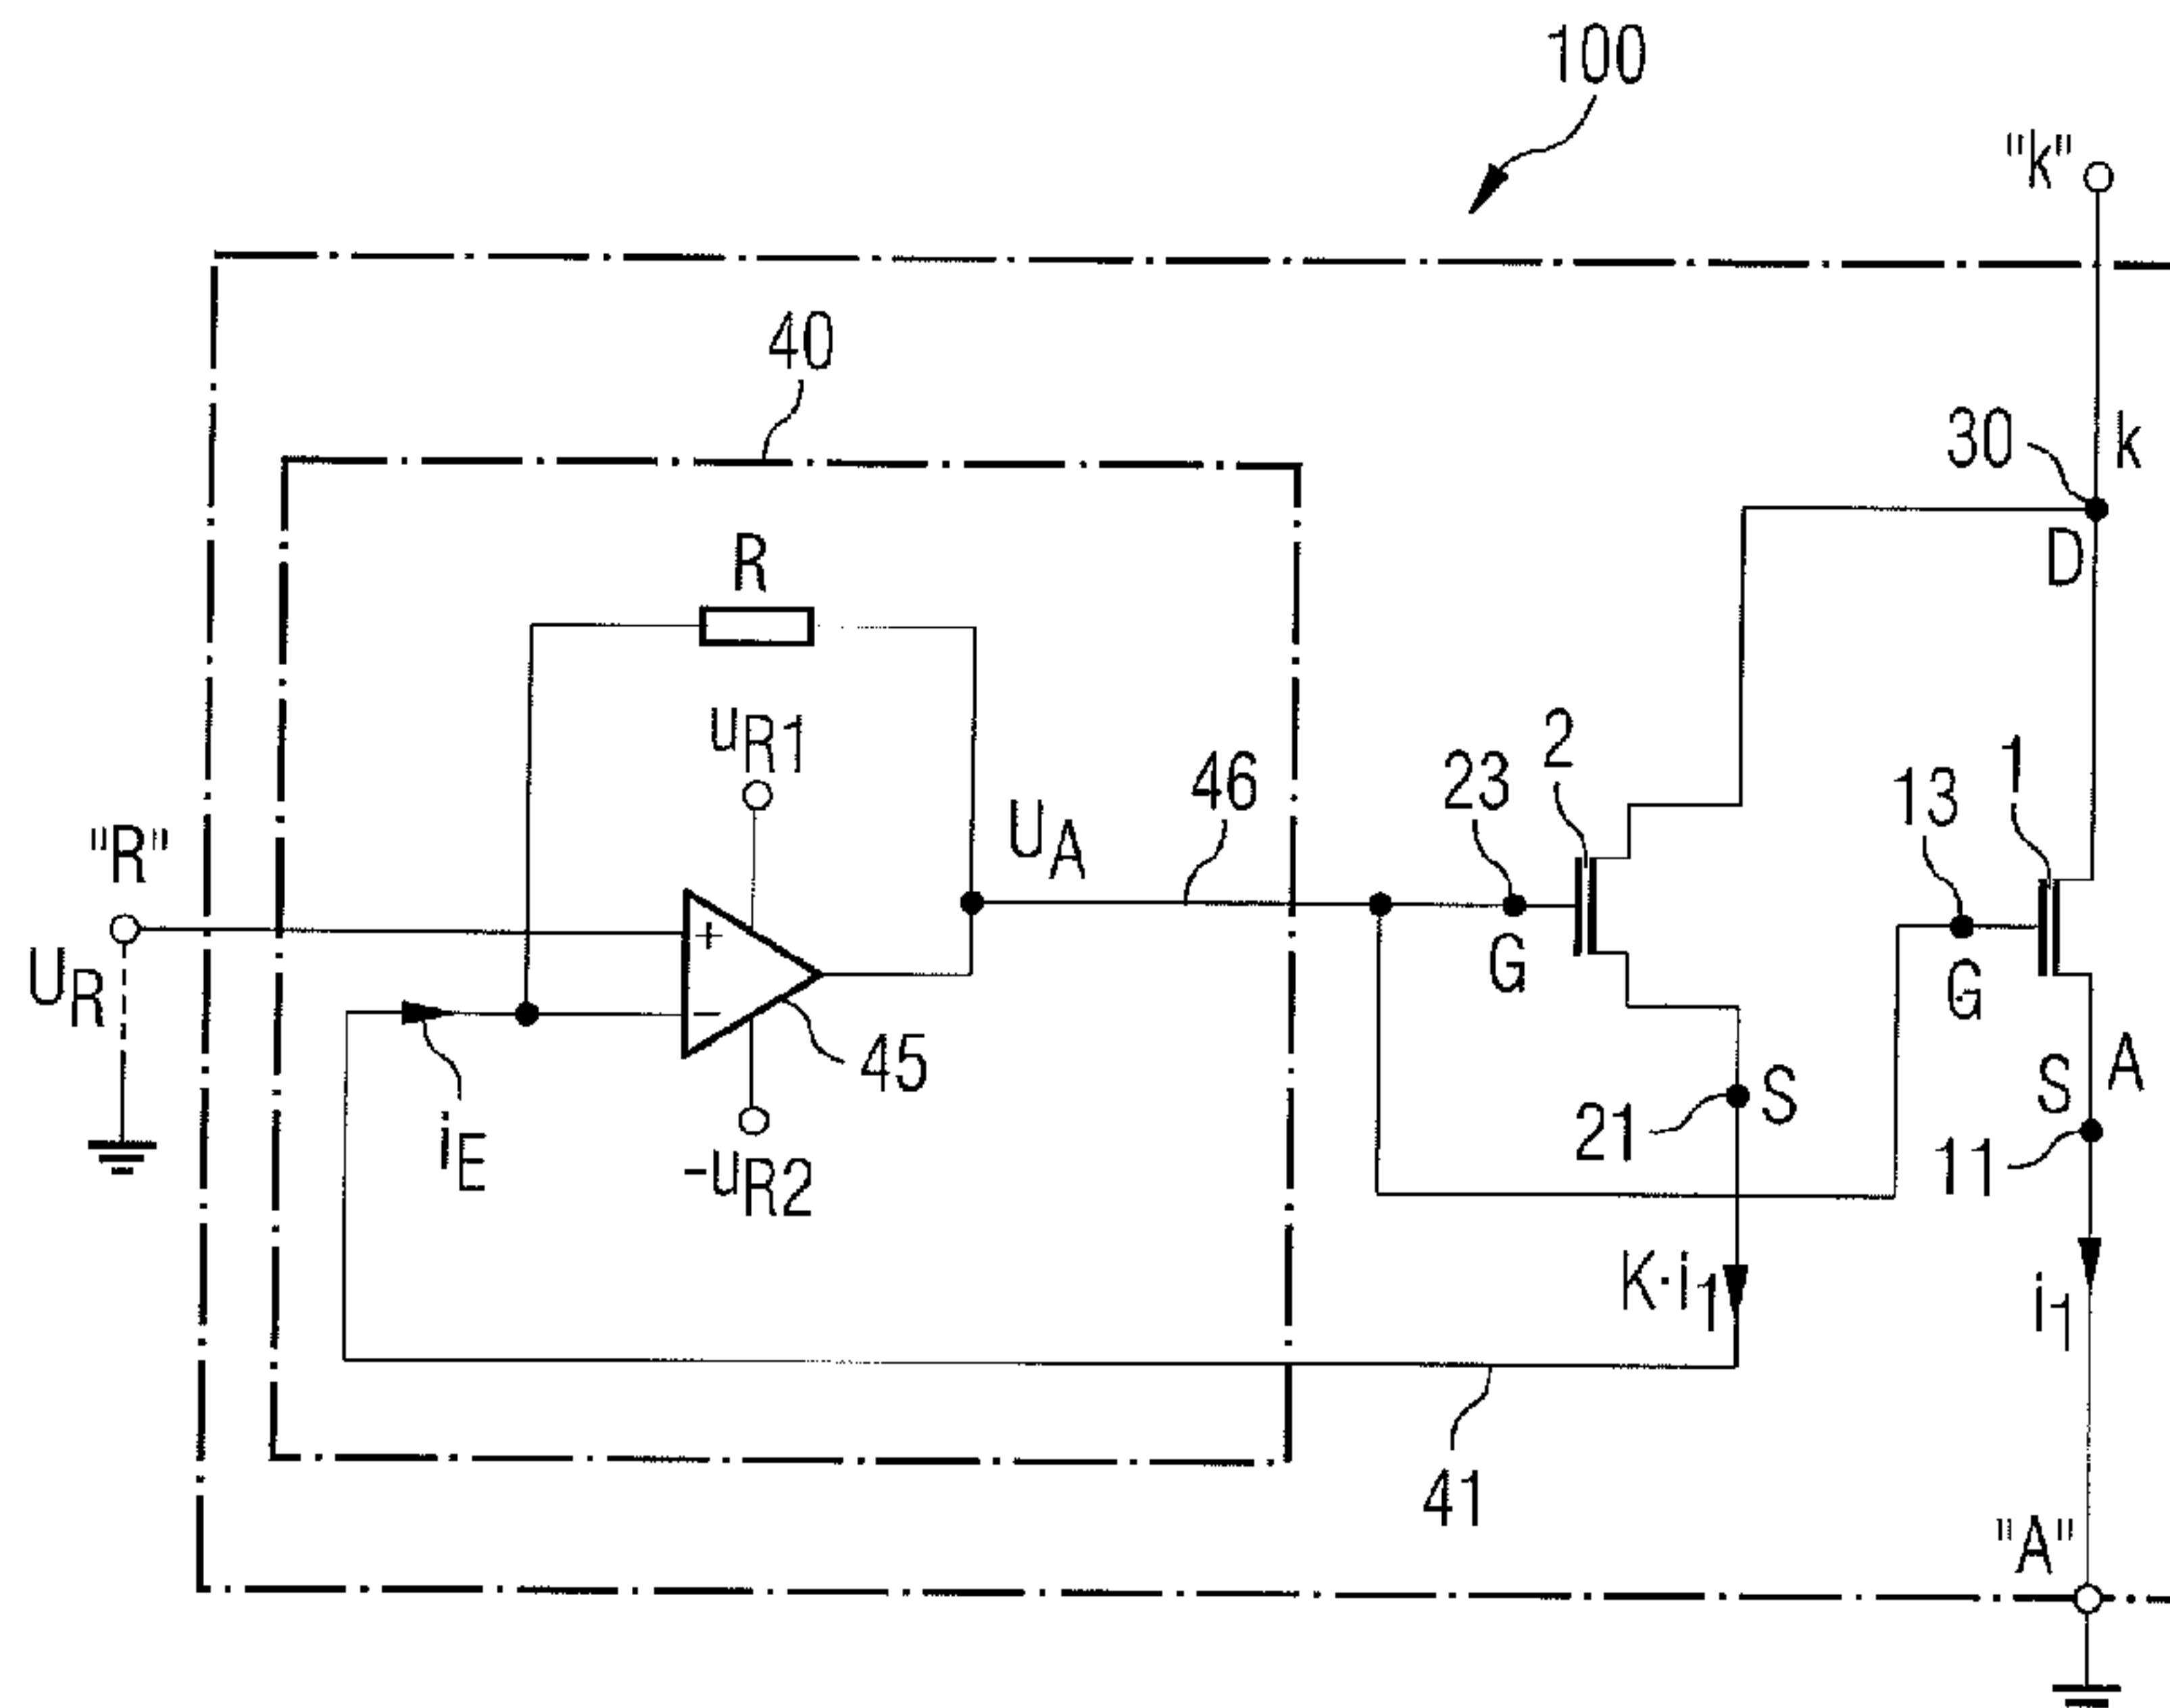 100
"k"
40
30
k
D
R
uR1
2
1
46
23
13
UA
"R"
+
G
G
UR
−
45
S
S
A
21
11
iE
-uR2
K·i1
i1
41
"A"